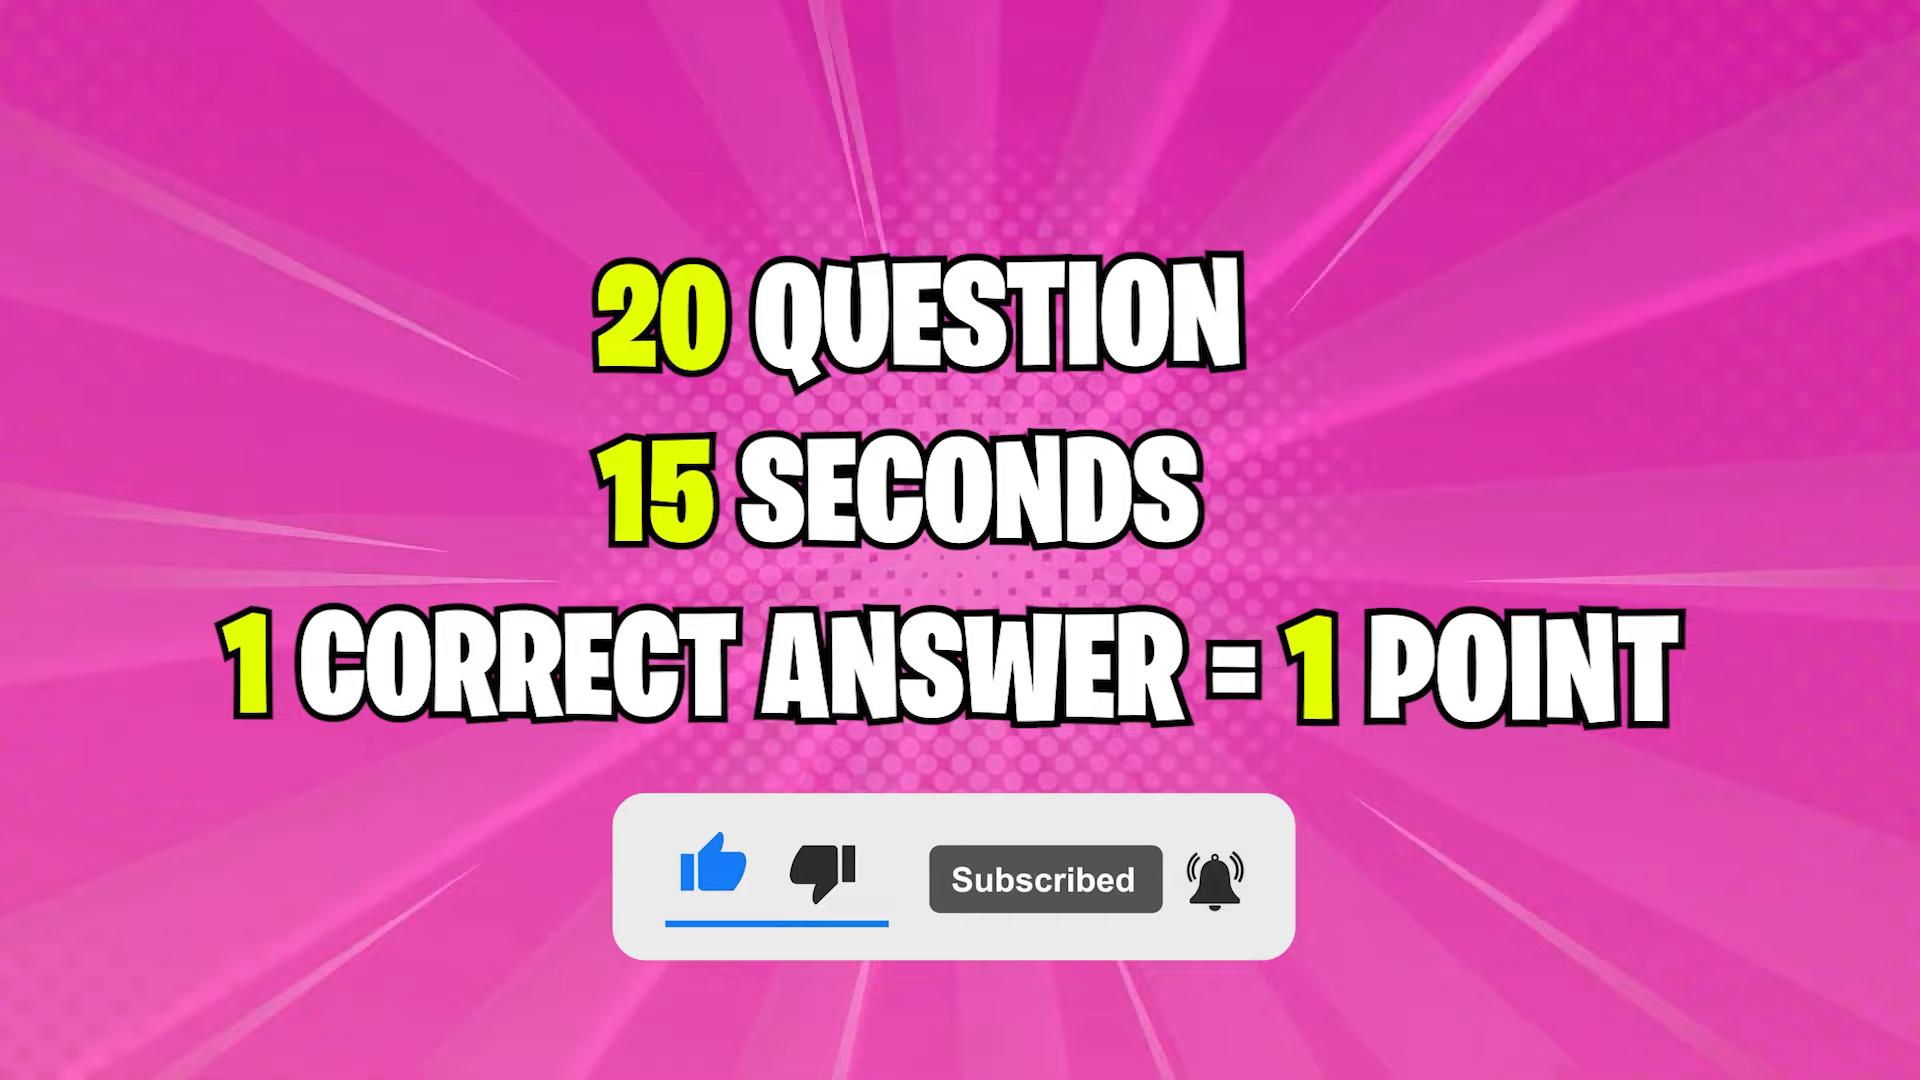 20 QUESTION
15 SECONDS
1 CORRECT ANSWER = 1 POINT
Subscribed